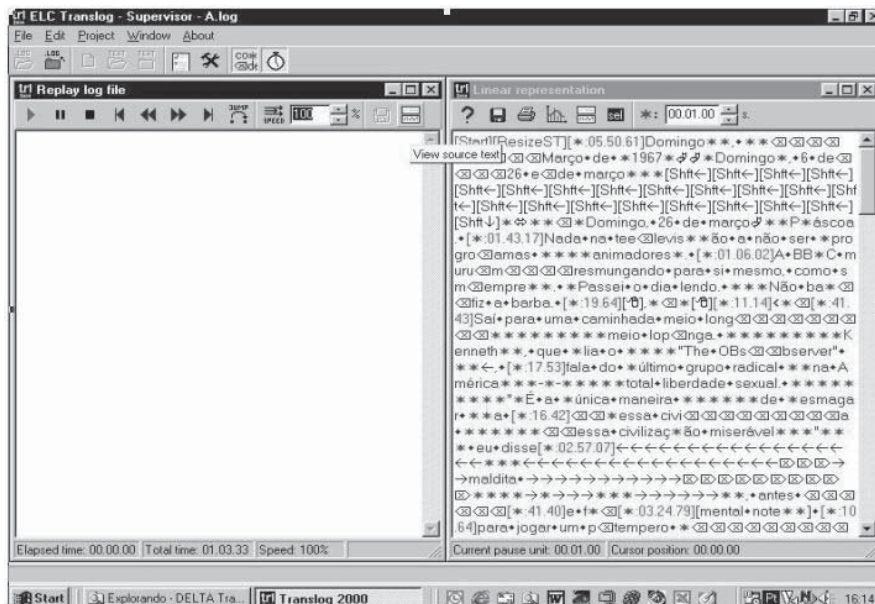 ELC Translog - Supervisor - A.log
File Edit Project Window About
Replay log file
JUMP
SPEED 100 %
View source text
Elapsed time: 00.00.00 Total time: 01.03.33 Speed: 100%
Linear representation
sel *: 00.01.00 s.
[Start][ResizeST][*:05.50.61]Domingo**,♦***⌫⌫⌫⌫
⌫⌫Março♦de♦*1967*
*Domingo♦,♦6♦de⌫
⌫⌫⌫26♦e⌫de♦março***[Shft←][Shft←][Shft←]
[Shft←][Shft←][Shft←][Shft←][Shft←][Shft←][Shf
t←][Shft←][Shft←][Shft←][Shft←][Shft←][Shft←]
[Shft↓]*⇔**⌫*Domingo,♦26♦de♦março
**P*áscoa
.♦[*:01.43.17]Nada♦na♦tee⌫levis**ão♦a♦não♦ser♦*pro
gro⌫amas♦****animadores*.♦[*:01.06.02]A♦BB*C♦m
uru⌫m⌫⌫⌫⌫resmungando♦para♦si♦mesmo,♦como♦s
m⌫empre**.♦*Passei♦o♦dia♦lendo.♦***Não♦ba*⌫
⌫fiz♦a♦barba.♦[*:19.64]
[*:11.14]<*⌫[*:41.
43]Saí♦para♦uma♦caminhada♦meio♦long⌫⌫⌫⌫⌫⌫⌫
⌫⌫*********meio♦lop⌫nga.♦*********K
enneth**,♦que♦*lia♦o♦****"The♦OBs⌫⌫bserver"♦
**←,♦[*:17.53]fala♦do♦*último♦grupo♦radical♦**na♦A
mérica***-*-*****total♦liberdade♦sexual.♦*****
****"*É♦a♦*única♦maneira♦******de♦*esmaga
r♦**a♦[*:16.42]⌫⌫*essa♦civi⌫⌫⌫⌫⌫⌫⌫⌫⌫a
♦******⌫⌫essa♦civilizaç*ão♦miserável***"**
*♦eu♦disse[*:02.57.07]←←←←←←←←←←←←←←←
←←***←←←←←←←←←←←←←←←←⌦⌦⌦→
→maldita♦→→→→→→→→→→→→⌦⌦⌦⌦⌦⌦⌦⌦
⌦****→*→→→***→→→→→→**,♦antes♦⌫⌫⌫
⌫⌫⌫[*:41.40]e♦f*⌫[*:03.24.79][mental♦note**]♦[*:10
.64]para♦jogar♦um♦p⌫tempero♦*⌫⌫⌫⌫⌫⌫⌫⌫
Current pause unit: 00.01.00 Cursor position: 00.00.00
Start Explorando - DELTA Tra... Translog 2000 16:14